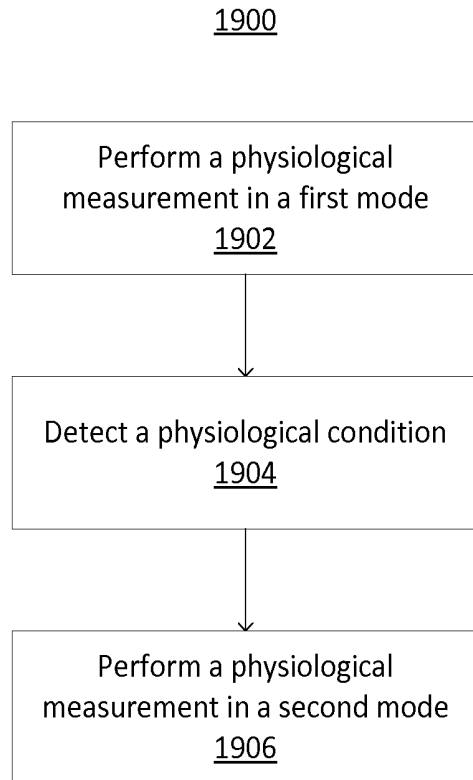 1900
Perform a physiological
measurement in a first mode
1902
Detect a physiological condition
1904
Perform a physiological
measurement in a second mode
1906